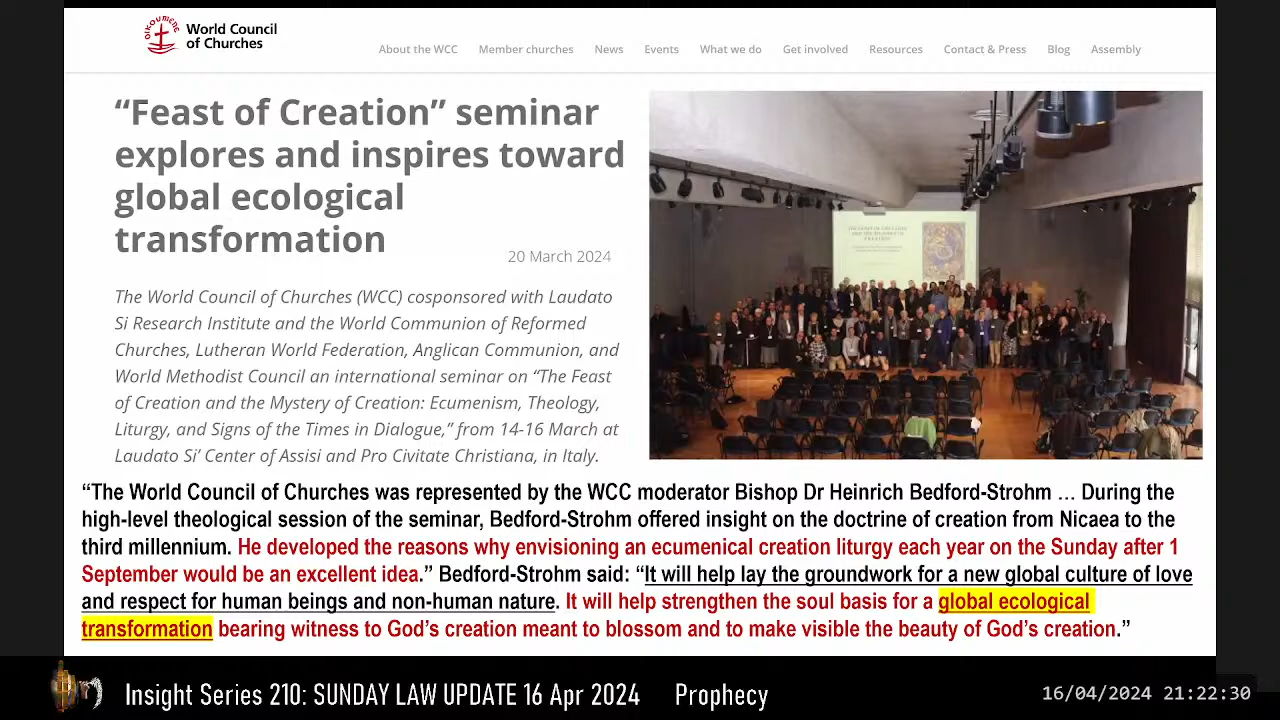 World Council
of Churches
ΟΙΚΟΥΜΕΝΕ
About the WCC Member churches News Events What we do Get involved Resources Contact & Press Blog Assembly
“Feast of Creation” seminar
explores and inspires toward
global ecological
transformation
20 March 2024
The World Council of Churches (WCC) cosponsored with Laudato
Si Research Institute and the World Communion of Reformed
Churches, Lutheran World Federation, Anglican Communion, and
World Methodist Council an international seminar on “The Feast
of Creation and the Mystery of Creation: Ecumenism, Theology,
Liturgy, and Signs of the Times in Dialogue,” from 14-16 March at
Laudato Si’ Center of Assisi and Pro Civitate Christiana, in Italy.
“The World Council of Churches was represented by the WCC moderator Bishop Dr Heinrich Bedford-Strohm … During the
high-level theological session of the seminar, Bedford-Strohm offered insight on the doctrine of creation from Nicaea to the
third millennium. He developed the reasons why envisioning an ecumenical creation liturgy each year on the Sunday after 1
September would be an excellent idea.” Bedford-Strohm said: “It will help lay the groundwork for a new global culture of love
and respect for human beings and non-human nature. It will help strengthen the soul basis for a global ecological
transformation bearing witness to God’s creation meant to blossom and to make visible the beauty of God’s creation.”
Insight Series 210: SUNDAY LAW UPDATE 16 Apr 2024 Prophecy
16/04/2024 21:22:30